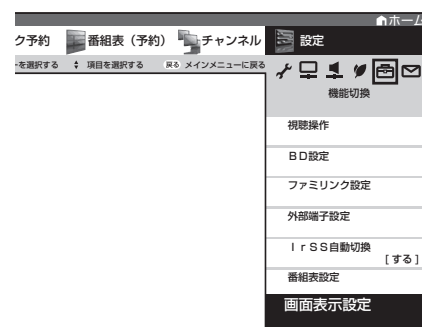 ホーム
ク予約 番組表（予約） チャンネル 設定
を選択する 項目を選択する 戻る メインメニューに戻る
機能切換
視聴操作
BD設定
ファミリンク設定
外部端子設定
IrSS自動切換
[する]
番組表設定
画面表示設定